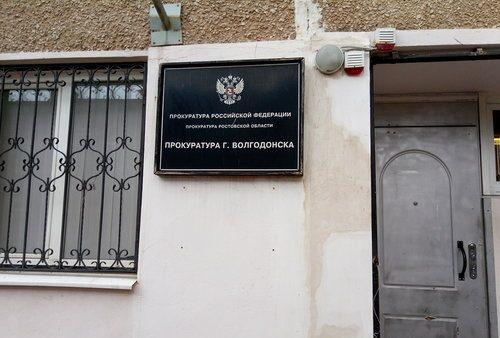 ПРОКУРАТУРА РОССИЙСКОЙ ФЕДЕРАЦИИ
ПРОКУРАТУРА РОСТОВСКОЙ ОБЛАСТИ
ПРОКУРАТУРА Г. ВОЛГОДОНСКА